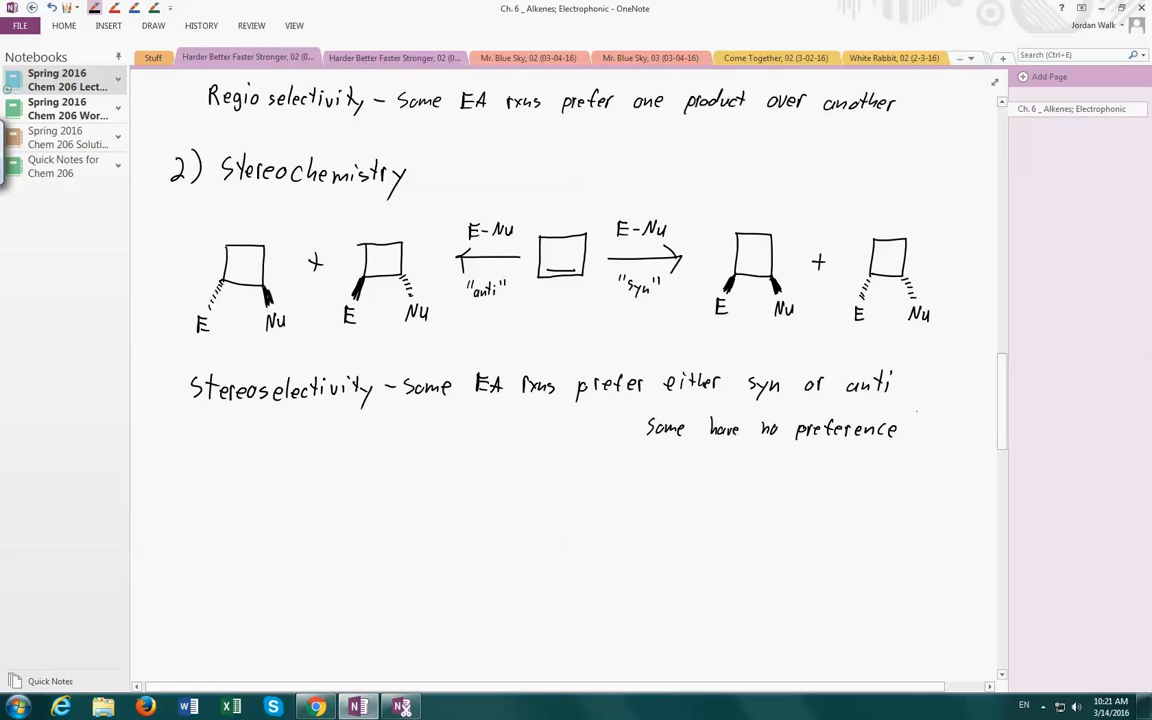 Ch. 6 _ Alkenes; Electrophonic - OneNote
FILE HOME INSERT DRAW HISTORY REVIEW VIEW
Jordan Walk
Notebooks
Spring 2016
Chem 206 Lect...
Spring 2016
Chem 206 Wor...
Spring 2016
Chem 206 Soluti...
Quick Notes for
Chem 206
Quick Notes
Stuff Harder Better Faster Stronger, 02 (0... Harder Better Faster Stronger, 02 (0... Mr. Blue Sky, 02 (03-04-16) Mr. Blue Sky, 03 (03-04-16) Come Together, 02 (3-02-16) White Rabbit, 02 (2-3-16)
Search (Ctrl+E)
Add Page
Ch. 6 _ Alkenes; Electrophonic
Regioselectivity - Some EA rxns prefer one product over another
2) Stereochemistry
E-Nu E-Nu
+ +
"anti" "syn"
E Nu E Nu E Nu E Nu
Stereoselectivity - Some EA rxns prefer either syn or anti
Some have no preference
EN
10:21 AM
3/14/2016